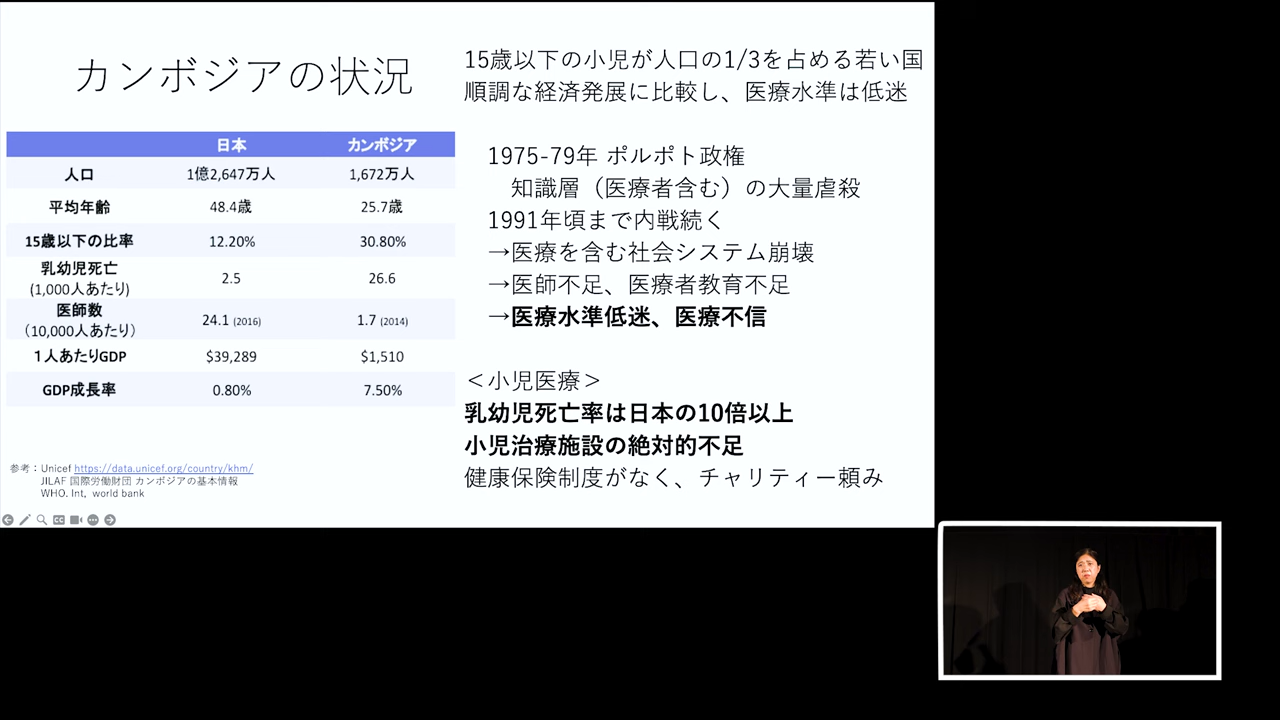 カンボジアの状況
日本 カンボジア
人口 1億2,647万人 1,672万人
平均年齢 48.4歳 25.7歳
15歳以下の比率 12.20% 30.80%
乳幼児死亡
(1,000人あたり) 2.5 26.6
医師数
（10,000人あたり） 24.1 (2016) 1.7 (2014)
１人あたりGDP $39,289 $1,510
GDP成長率 0.80% 7.50%
参考：Unicef https://data.unicef.org/country/khm/
JILAF 国際労働財団 カンボジアの基本情報
WHO. Int, world bank
15歳以下の小児が人口の1/3を占める若い国
順調な経済発展に比較し、医療水準は低迷
1975-79年 ポルポト政権
知識層（医療者含む）の大量虐殺
1991年頃まで内戦続く
→医療を含む社会システム崩壊
→医師不足、医療者教育不足
→医療水準低迷、医療不信
＜小児医療＞
乳幼児死亡率は日本の10倍以上
小児治療施設の絶対的不足
健康保険制度がなく、チャリティー頼み